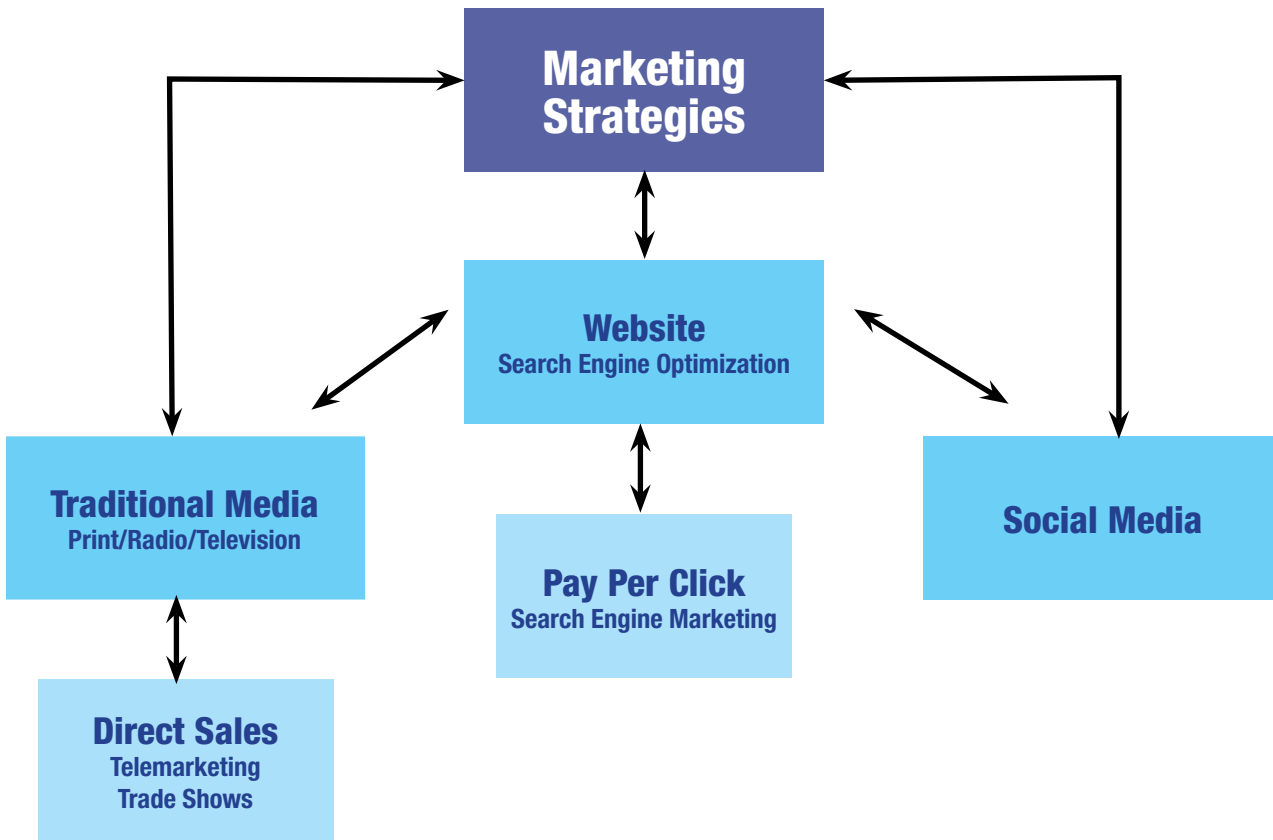 Marketing
Strategies
Website
Search Engine Optimization
Traditional Media
Print/Radio/Television
Social Media
Pay Per Click
Search Engine Marketing
Direct Sales
Telemarketing
Trade Shows